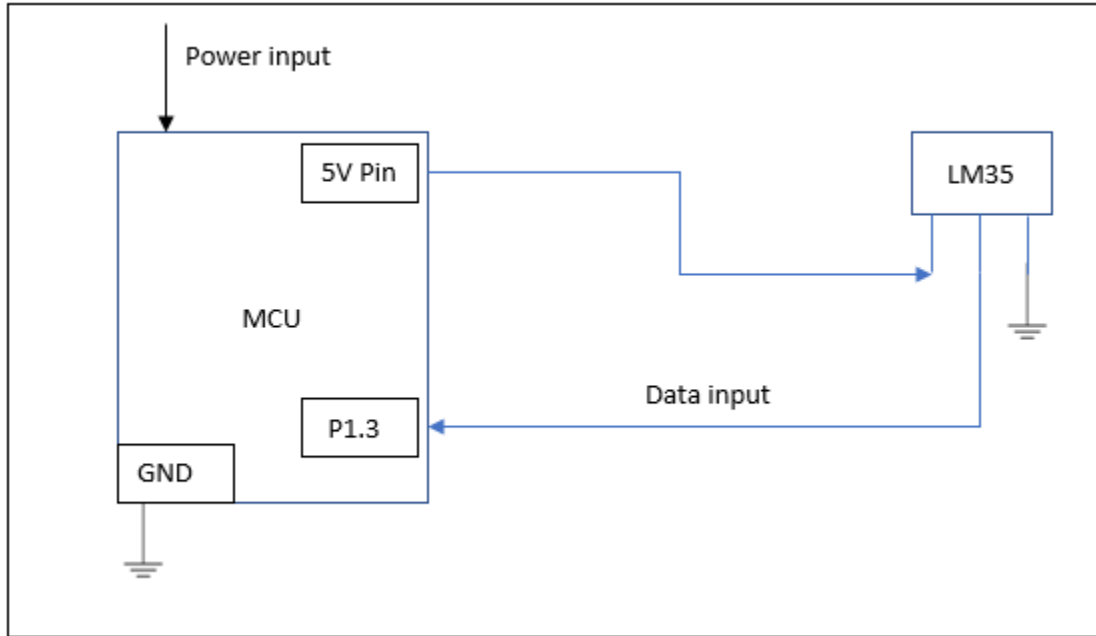 Power input
5V Pin
LM35
MCU
Data input
P1.3
GND